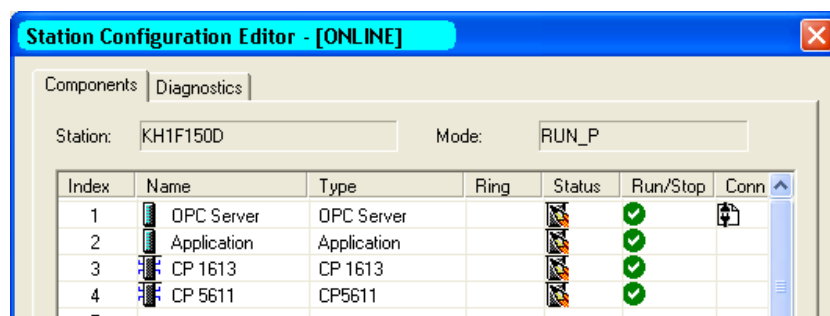 Station Configuration Editor - [ONLINE]
Components Diagnostics
Station: KH1F150D Mode: RUN_P
Index Name Type Ring Status Run/Stop Conn
1 OPC Server OPC Server
2 Application Application
3 CP 1613 CP 1613
4 CP 5611 CP5611